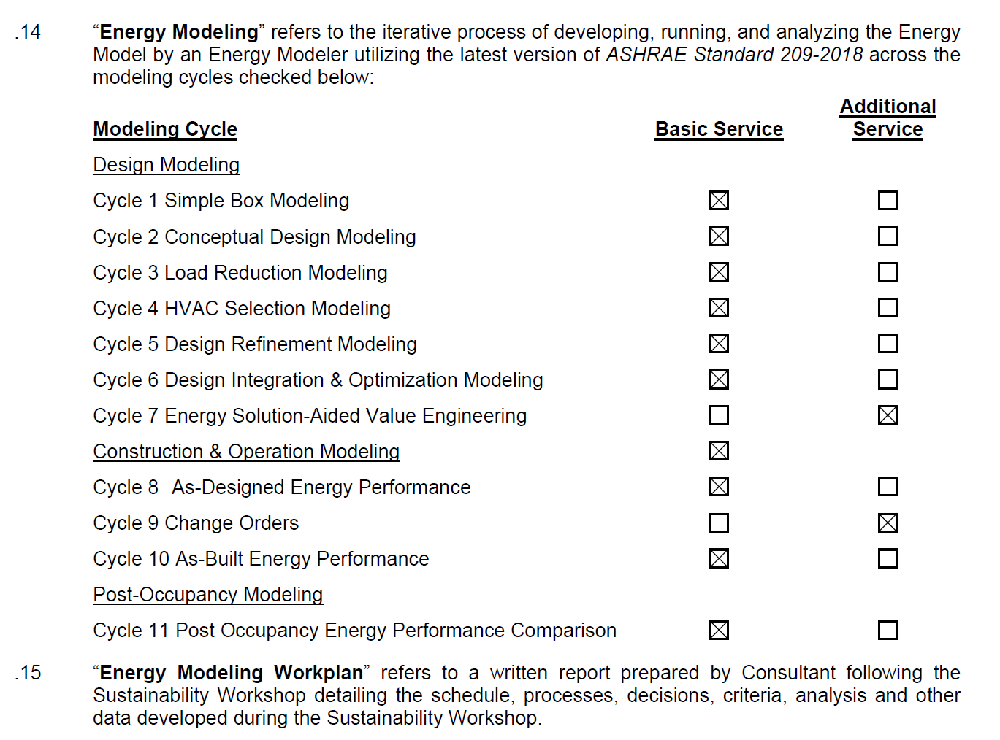 .14 “Energy Modeling” refers to the iterative process of developing, running, and analyzing the Energy
Model by an Energy Modeler utilizing the latest version of ASHRAE Standard 209-2018 across the
modeling cycles checked below:
Additional
Modeling Cycle Basic Service Service
Design Modeling
Cycle 1 Simple Box Modeling ☒ ☐
Cycle 2 Conceptual Design Modeling ☒ ☐
Cycle 3 Load Reduction Modeling ☒ ☐
Cycle 4 HVAC Selection Modeling ☒ ☐
Cycle 5 Design Refinement Modeling ☒ ☐
Cycle 6 Design Integration & Optimization Modeling ☒ ☐
Cycle 7 Energy Solution-Aided Value Engineering ☐ ☒
Construction & Operation Modeling ☒
Cycle 8 As-Designed Energy Performance ☒ ☐
Cycle 9 Change Orders ☐ ☒
Cycle 10 As-Built Energy Performance ☒ ☐
Post-Occupancy Modeling
Cycle 11 Post Occupancy Energy Performance Comparison ☒ ☐
.15 “Energy Modeling Workplan” refers to a written report prepared by Consultant following the
Sustainability Workshop detailing the schedule, processes, decisions, criteria, analysis and other
data developed during the Sustainability Workshop.